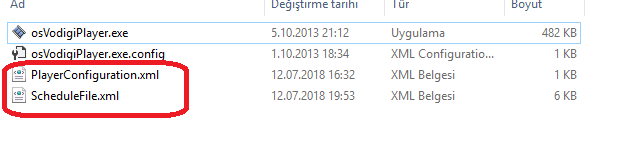 Ad Değiştirme tarihi Tür Boyut
osVodigiPlayer.exe 5.10.2013 21:12 Uygulama 482 KB
osVodigiPlayer.exe.config 1.10.2013 18:34 XML Configuratio... 1 KB
PlayerConfiguration.xml 12.07.2018 16:32 XML Belgesi 1 KB
ScheduleFile.xml 12.07.2018 19:53 XML Belgesi 6 KB